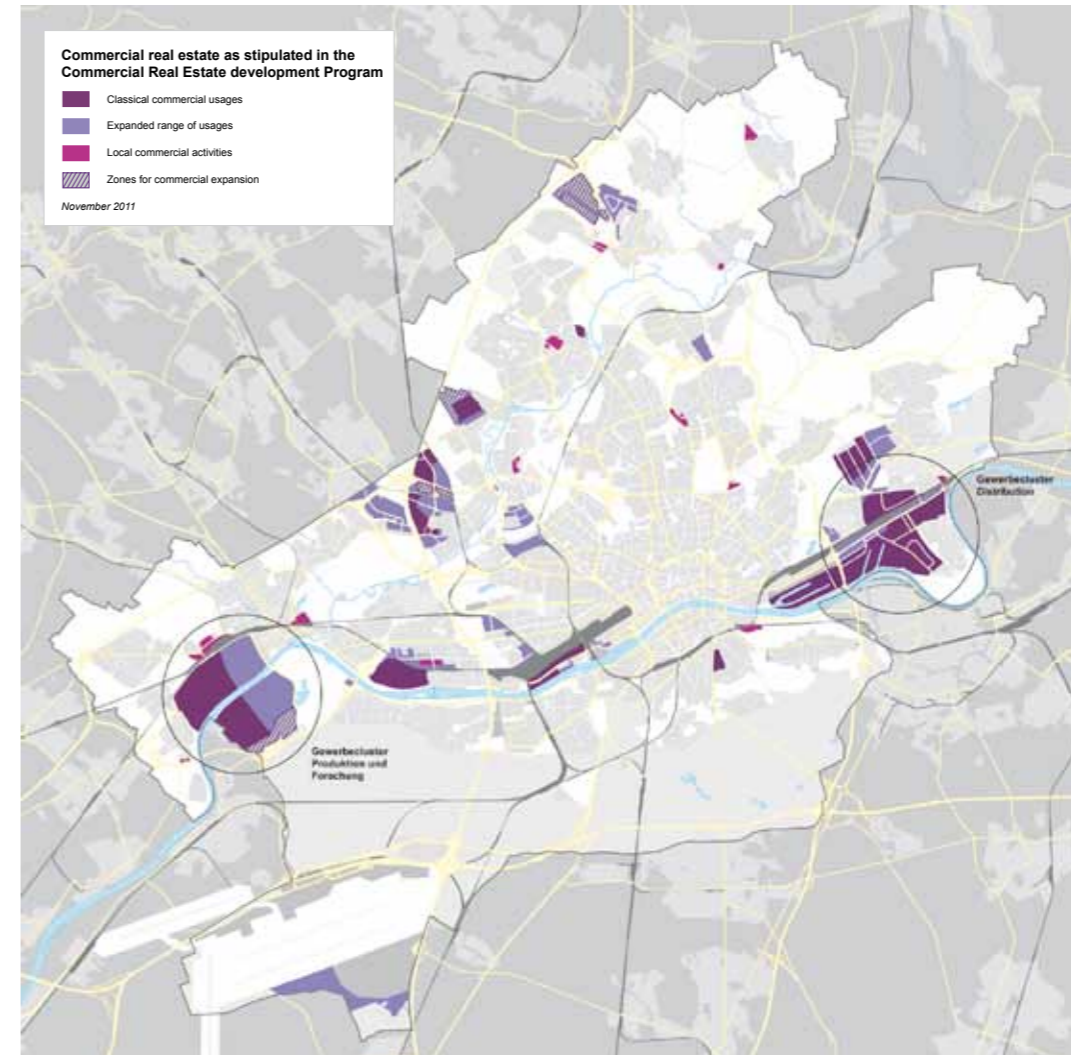 Commercial real estate as stipulated in the
Commercial Real Estate development Program
Classical commercial usages
Expanded range of usages
Local commercial activities
Zones for commercial expansion
November 2011
Gewerbecluster
Distribution
Gewerbecluster
Produktion und
Forschung